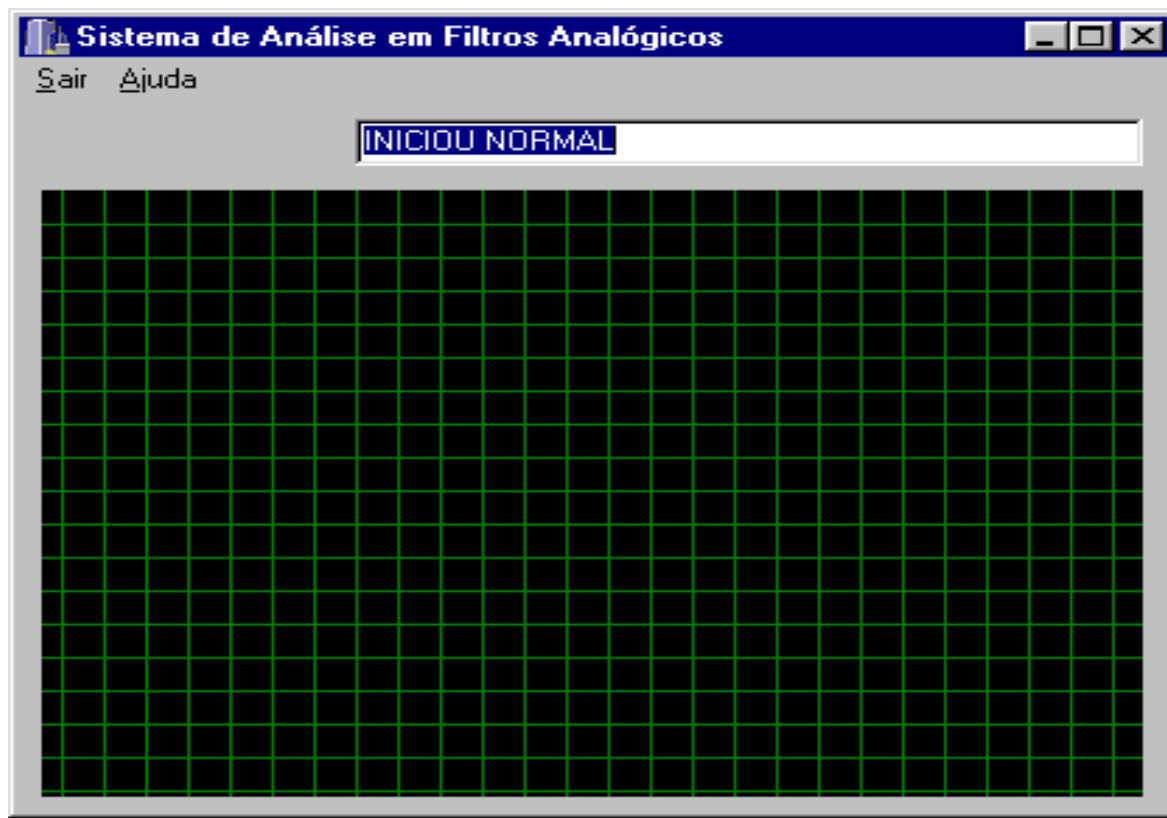 Sistema de Análise em Filtros Analógicos
Sair Ajuda
INICIOU NORMAL